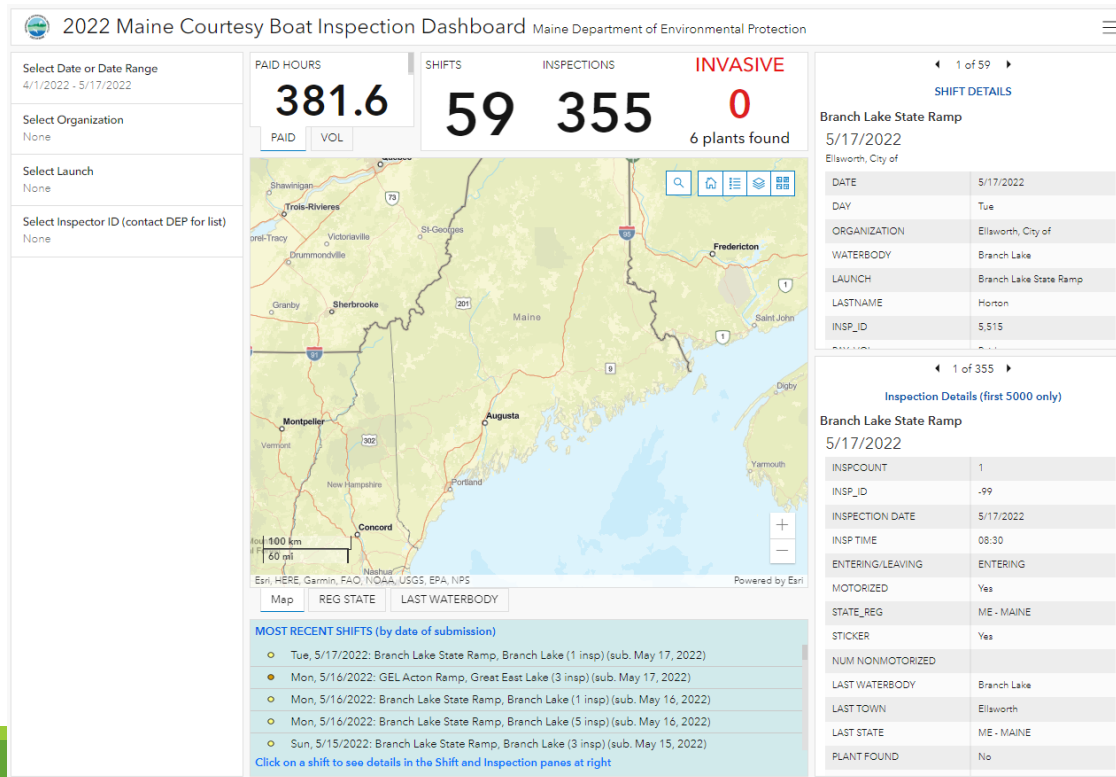 2022 Maine Courtesy Boat Inspection Dashboard Maine Department of Environmental Protection
Select Date or Date Range
4/1/2022 - 5/17/2022
Select Organization
None
Select Launch
None
Select Inspector ID (contact DEP for list)
None
PAID HOURS
381.6
PAID VOL
SHIFTS
59
INSPECTIONS
355
INVASIVE
0
6 plants found
Shawinigan
73
Trois-Rivieres
St-Georges
orel-Tracy
Victoriaville
Drummondville
95
Fredericton
1
Granby
Sherbrooke
201
Maine
Saint John
1
91
9
Digby
Montpelier
Augusta
Vermont
302
Yarmouth
New Hampshire
Portland
Concord
100 km
60 mi
Nashua
Esri, HERE, Garmin, FAO, NOAA, USGS, EPA, NPS
Powered by Esri
Map REG STATE LAST WATERBODY
MOST RECENT SHIFTS (by date of submission)
Tue, 5/17/2022: Branch Lake State Ramp, Branch Lake (1 insp) (sub. May 17, 2022)
Mon, 5/16/2022: GEL Acton Ramp, Great East Lake (3 insp) (sub. May 17, 2022)
Mon, 5/16/2022: Branch Lake State Ramp, Branch Lake (1 insp) (sub. May 16, 2022)
Mon, 5/16/2022: Branch Lake State Ramp, Branch Lake (5 insp) (sub. May 16, 2022)
Sun, 5/15/2022: Branch Lake State Ramp, Branch Lake (3 insp) (sub. May 15, 2022)
Click on a shift to see details in the Shift and Inspection panes at right
1 of 59
SHIFT DETAILS
Branch Lake State Ramp
5/17/2022
Ellsworth, City of
DATE 5/17/2022
DAY Tue
ORGANIZATION Ellsworth, City of
WATERBODY Branch Lake
LAUNCH Branch Lake State Ramp
LASTNAME Horton
INSP_ID 5,515
1 of 355
Inspection Details (first 5000 only)
Branch Lake State Ramp
5/17/2022
INSPCOUNT 1
INSP_ID -99
INSPECTION DATE 5/17/2022
INSP TIME 08:30
ENTERING/LEAVING ENTERING
MOTORIZED Yes
STATE_REG ME - MAINE
STICKER Yes
NUM NONMOTORIZED
LAST WATERBODY Branch Lake
LAST TOWN Ellsworth
LAST STATE ME - MAINE
PLANT FOUND No